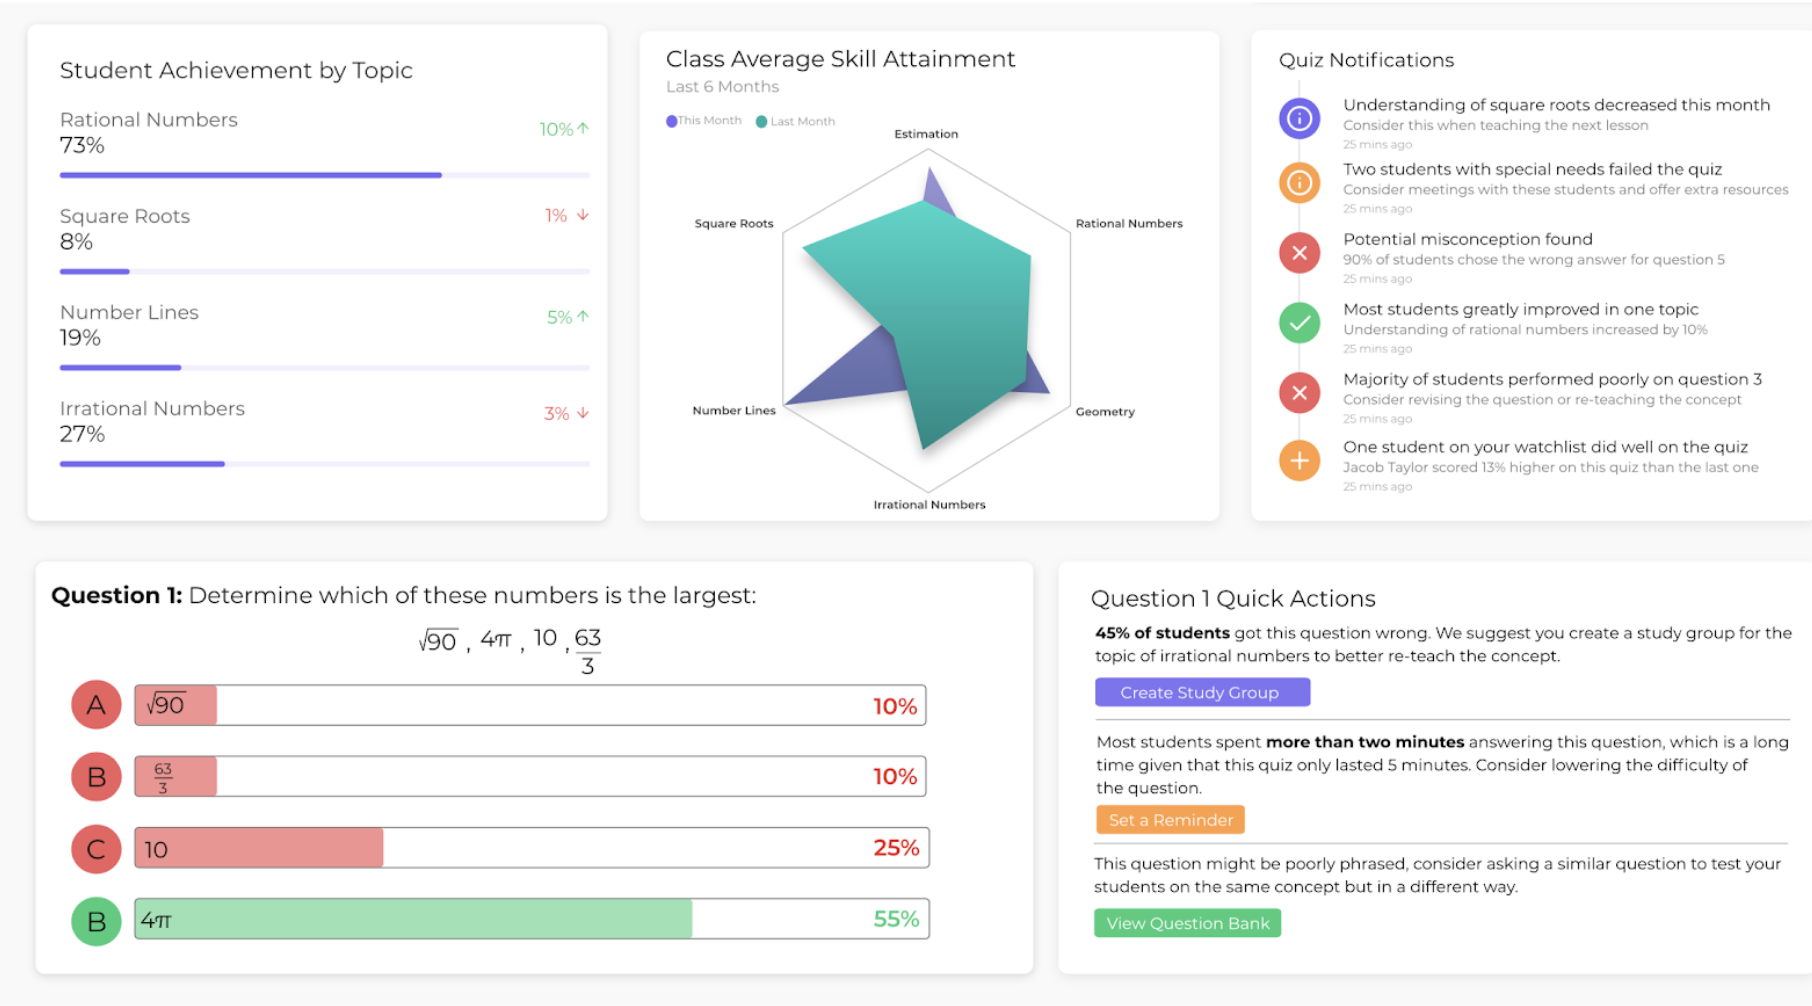 Student Achievement by Topic
Rational Numbers
73%
10% ↑
Square Roots
8%
1% ↓
Number Lines
19%
5% ↑
Irrational Numbers
27%
3% ↓
Class Average Skill Attainment
Last 6 Months
This Month
Last Month
Estimation
Square Roots
Rational Numbers
Number Lines
Geometry
Irrational Numbers
Quiz Notifications
Understanding of square roots decreased this month
Consider this when teaching the next lesson
25 mins ago
Two students with special needs failed the quiz
Consider meetings with these students and offer extra resources
25 mins ago
Potential misconception found
90% of students chose the wrong answer for question 5
25 mins ago
Most students greatly improved in one topic
Understanding of rational numbers increased by 10%
25 mins ago
Majority of students performed poorly on question 3
Consider revising the question or re-teaching the concept
25 mins ago
One student on your watchlist did well on the quiz
Jacob Taylor scored 13% higher on this quiz than the last one
25 mins ago
Question 1: Determine which of these numbers is the largest:
√90 , 4π , 10 , 63/3
A √90 10%
B 63/3 10%
C 10 25%
B 4π 55%
Question 1 Quick Actions
45% of students got this question wrong. We suggest you create a study group for the
topic of irrational numbers to better re-teach the concept.
Create Study Group
Most students spent more than two minutes answering this question, which is a long
time given that this quiz only lasted 5 minutes. Consider lowering the difficulty of
the question.
Set a Reminder
This question might be poorly phrased, consider asking a similar question to test your
students on the same concept but in a different way.
View Question Bank